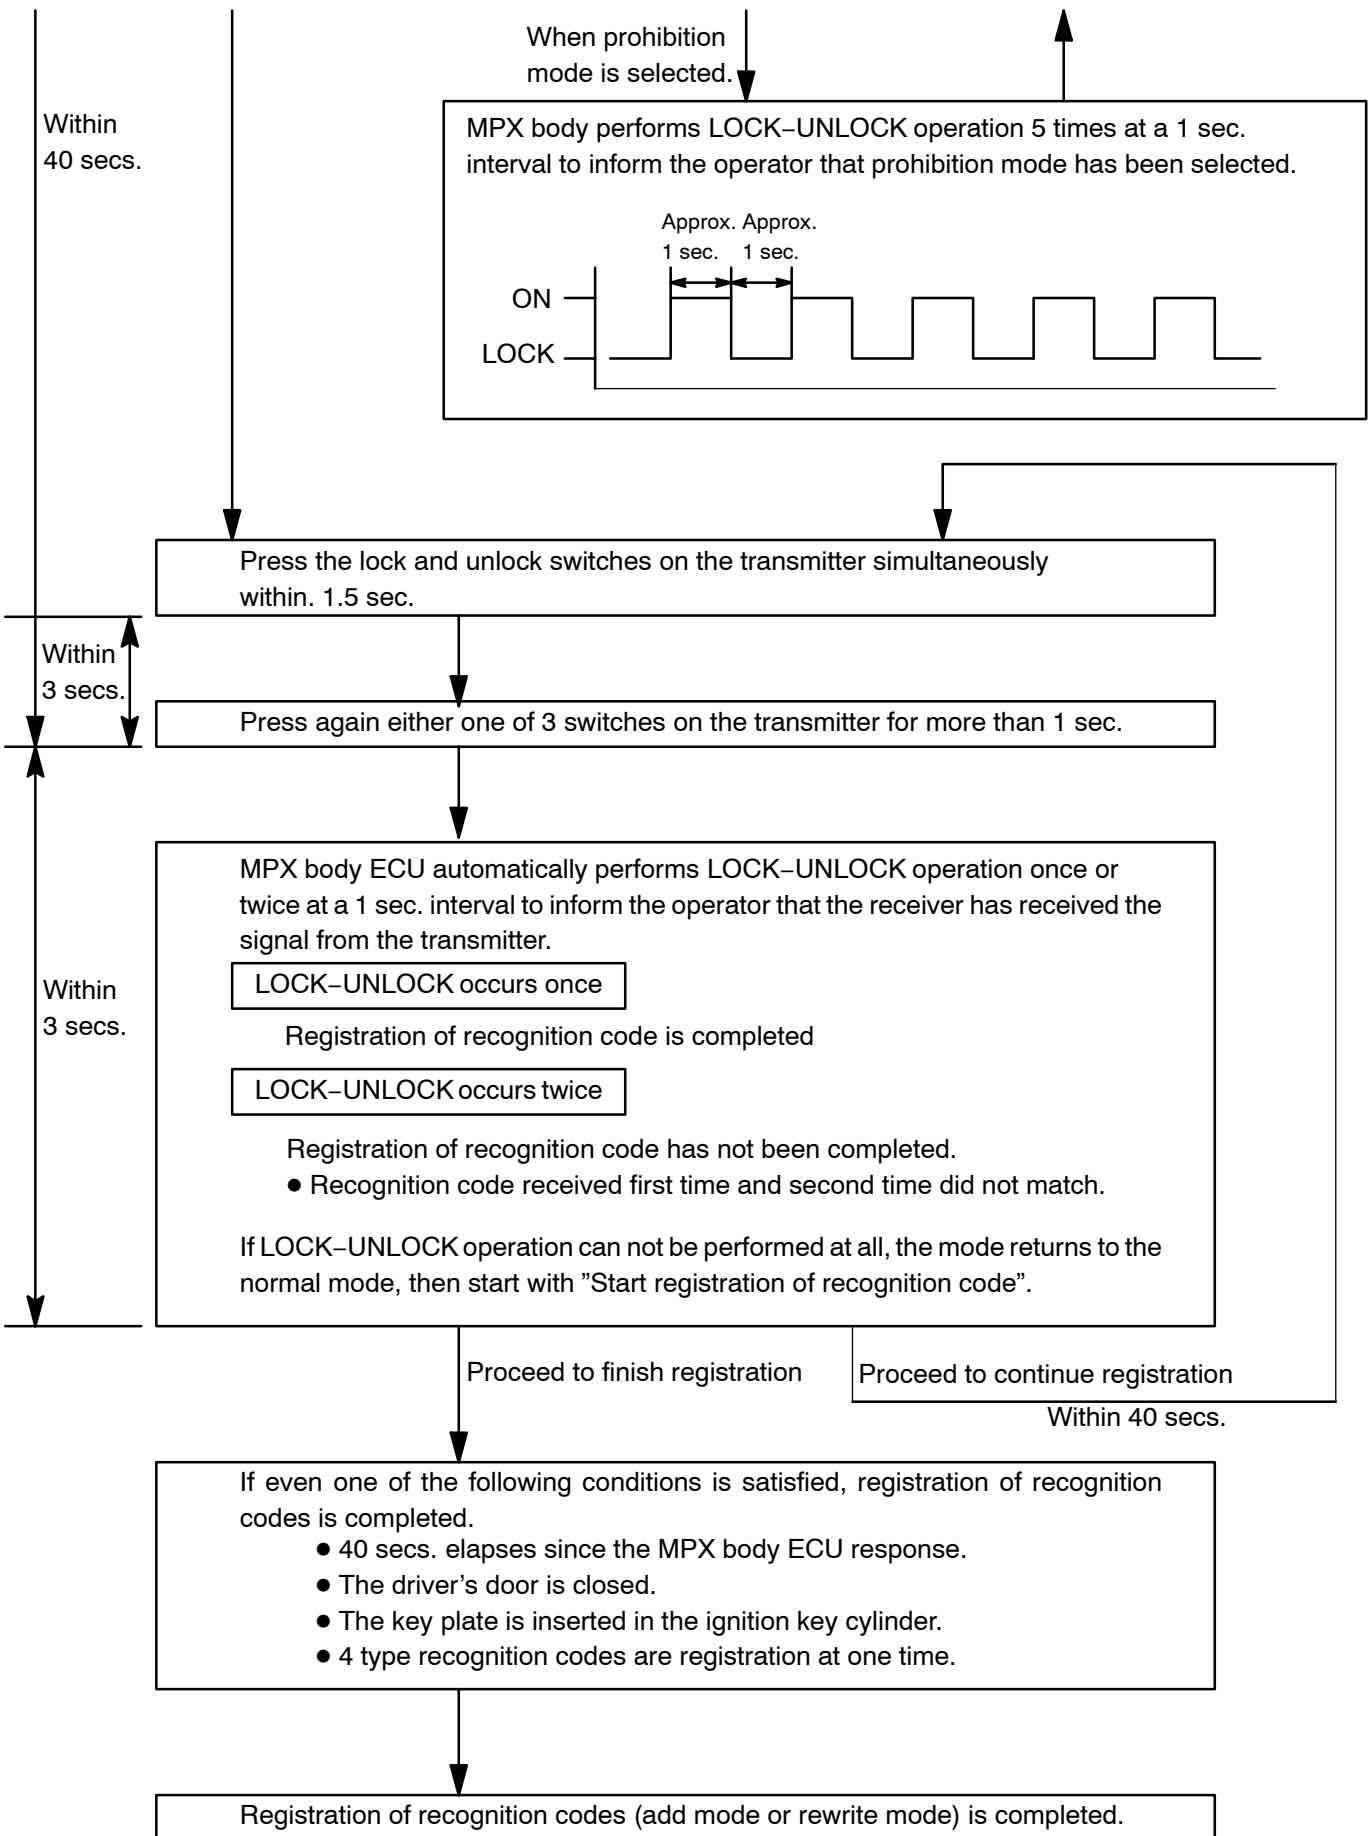 When prohibition
mode is selected.
Within
40 secs.
MPX body performs LOCK–UNLOCK operation 5 times at a 1 sec.
interval to inform the operator that prohibition mode has been selected.
Approx. Approx.
1 sec. 1 sec.
ON
LOCK
Press the lock and unlock switches on the transmitter simultaneously
within. 1.5 sec.
Within
3 secs.
Press again either one of 3 switches on the transmitter for more than 1 sec.
MPX body ECU automatically performs LOCK–UNLOCK operation once or
twice at a 1 sec. interval to inform the operator that the receiver has received the
signal from the transmitter.
LOCK–UNLOCK occurs once
Within
3 secs.
Registration of recognition code is completed
LOCK–UNLOCK occurs twice
Registration of recognition code has not been completed.
● Recognition code received first time and second time did not match.
If LOCK–UNLOCK operation can not be performed at all, the mode returns to the
normal mode, then start with ”Start registration of recognition code”.
Proceed to finish registration
Proceed to continue registration
Within 40 secs.
If even one of the following conditions is satisfied, registration of recognition
codes is completed.
● 40 secs. elapses since the MPX body ECU response.
● The driver’s door is closed.
● The key plate is inserted in the ignition key cylinder.
● 4 type recognition codes are registration at one time.
Registration of recognition codes (add mode or rewrite mode) is completed.